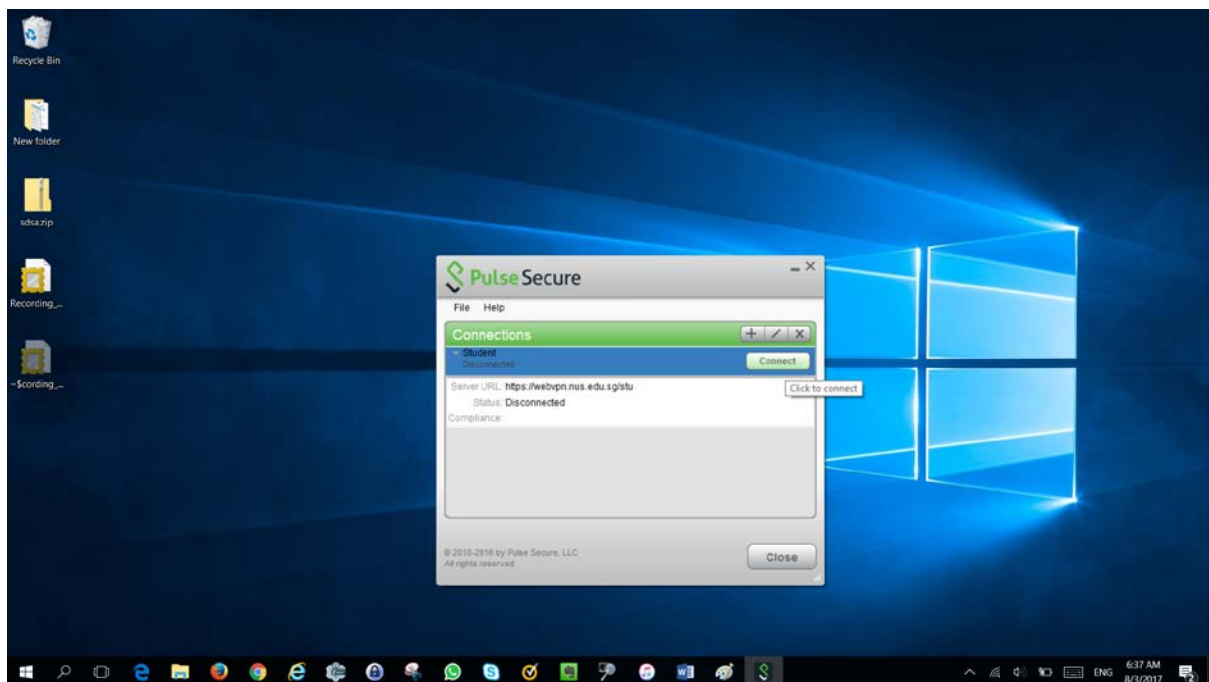 Recycle Bin
New folder
sdsa.zip
Recording_...
~$cording_...
Pulse Secure
File Help
Connections
Student
Disconnected
Connect
Click to connect
Server URL: https://webvpn.nus.edu.sg/stu
Status: Disconnected
Compliance:
© 2010-2016 by Pulse Secure, LLC
All rights reserved
Close
ENG
6:37 AM
8/3/2017